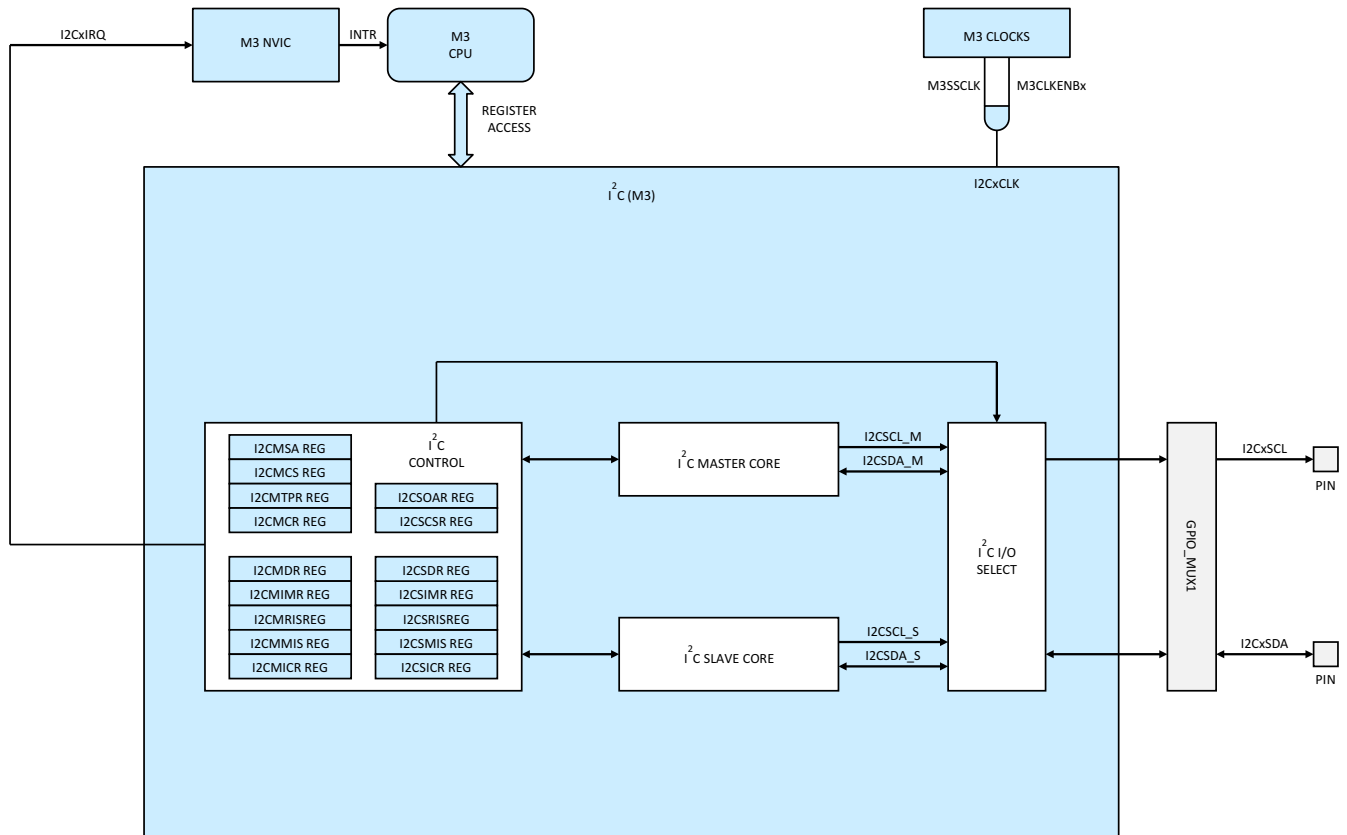 I2CxIRQ
M3 NVIC
INTR
M3
CPU
M3 CLOCKS
M3SSCLK
M3CLKENBx
REGISTER
ACCESS
I2CxCLK
I²C (M3)
I²C
CONTROL
I2CMSA REG
I2CMCS REG
I2CMTPR REG
I2CMCR REG
I2CSOAR REG
I2CSCSR REG
I2CMDR REG
I2CMIMR REG
I2CMRISREG
I2CMMIS REG
I2CMICR REG
I2CSDR REG
I2CSIMR REG
I2CSRISREG
I2CSMIS REG
I2CSICR REG
I²C MASTER CORE
I2CSCL_M
I2CSDA_M
I²C SLAVE CORE
I2CSCL_S
I2CSDA_S
I²C I/O
SELECT
GPIO_MUX1
I2CxSCL
PIN
I2CxSDA
PIN